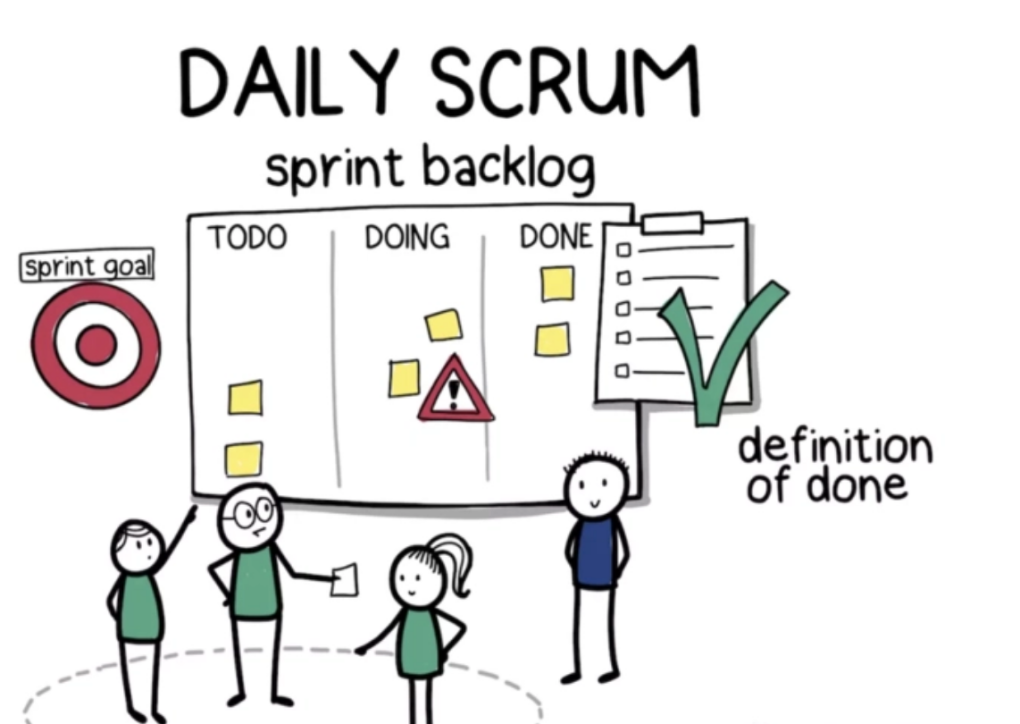 DAILY SCRUM
sprint backlog
TODO DOING DONE
sprint goal
!
definition
of done